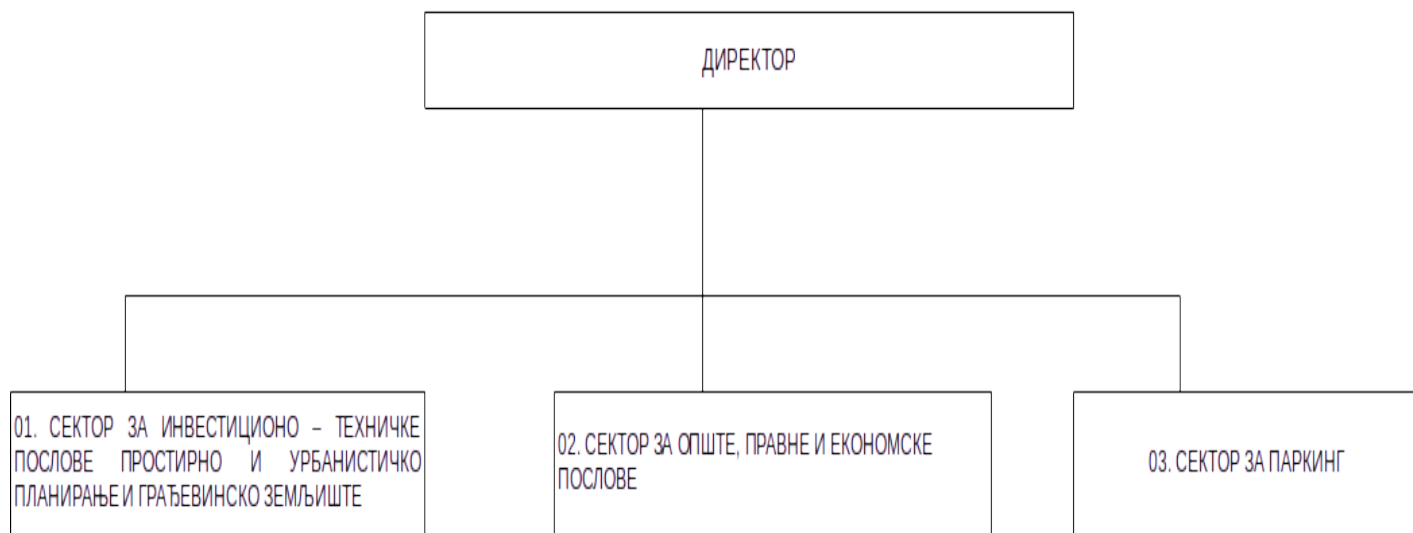 ДИРЕКТОР
01. СЕКТОР ЗА ИНВЕСТИЦИОНО – ТЕХНИЧКЕ
ПОСЛОВЕ ПРОСТИРНО И УРБАНИСТИЧКО
ПЛАНИРАЊЕ И ГРАЂЕВИНСКО ЗЕМЉИШТЕ
02. СЕКТОР ЗА ОПШТЕ, ПРАВНЕ И ЕКОНОМСКЕ
ПОСЛОВЕ
03. СЕКТОР ЗА ПАРКИНГ